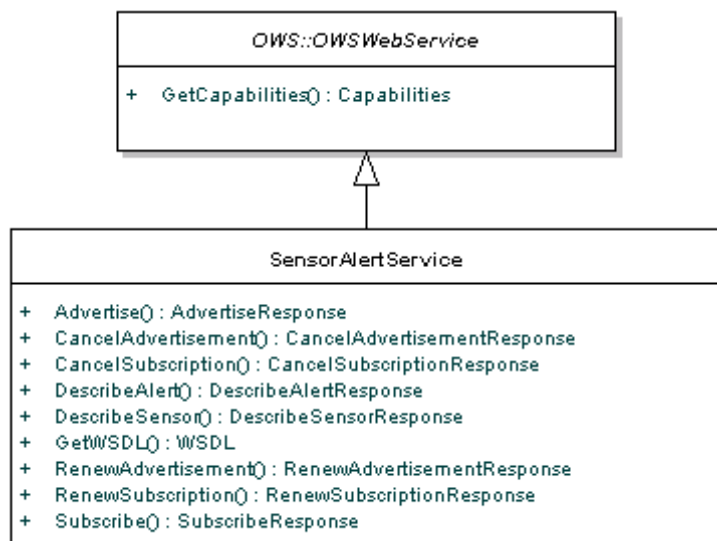 OWS::OWSWebService
+ GetCapabilities() : Capabilities
SensorAlertService
+ Advertise() : AdvertiseResponse
+ CancelAdvertisement() : CancelAdvertisementResponse
+ CancelSubscription() : CancelSubscriptionResponse
+ DescribeAlert() : DescribeAlertResponse
+ DescribeSensor() : DescribeSensorResponse
+ GetWSDL() : WSDL
+ RenewAdvertisement() : RenewAdvertisementResponse
+ RenewSubscription() : RenewSubscriptionResponse
+ Subscribe() : SubscribeResponse